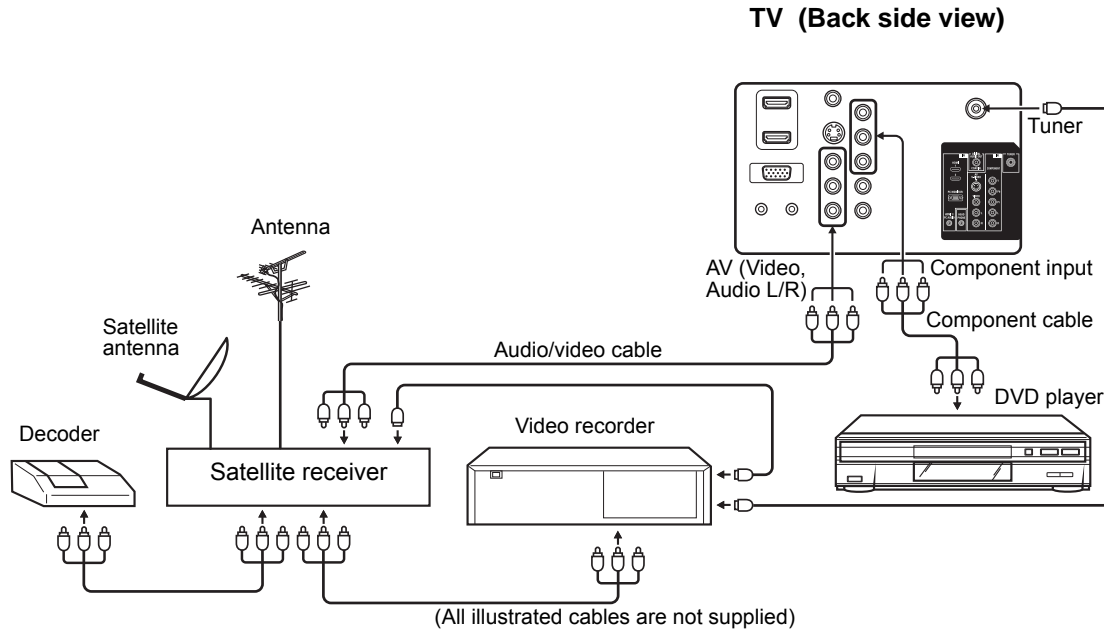 TV (Back side view)
Tuner
AV (Video,
Audio L/R)
Component input
Component cable
Antenna
Satellite
antenna
Audio/video cable
DVD player
Decoder
Video recorder
Satellite receiver
(All illustrated cables are not supplied)